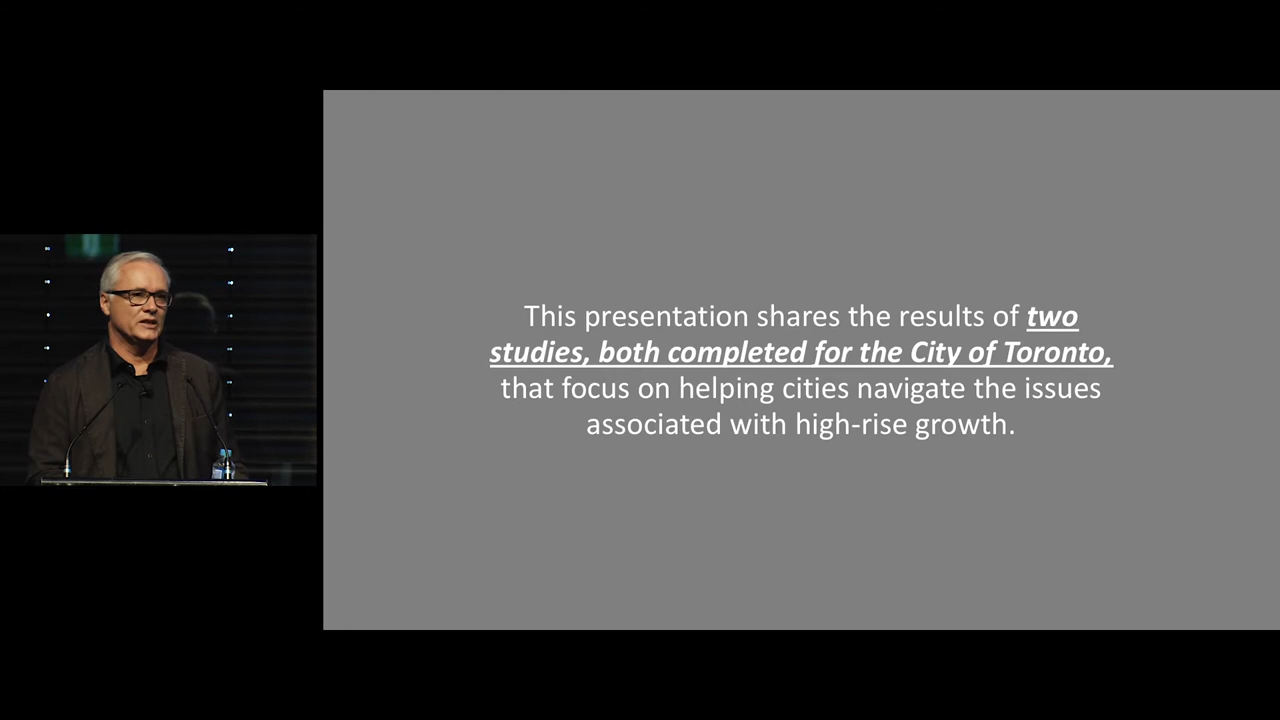 This presentation shares the results of two
studies, both completed for the City of Toronto,
that focus on helping cities navigate the issues
associated with high-rise growth.